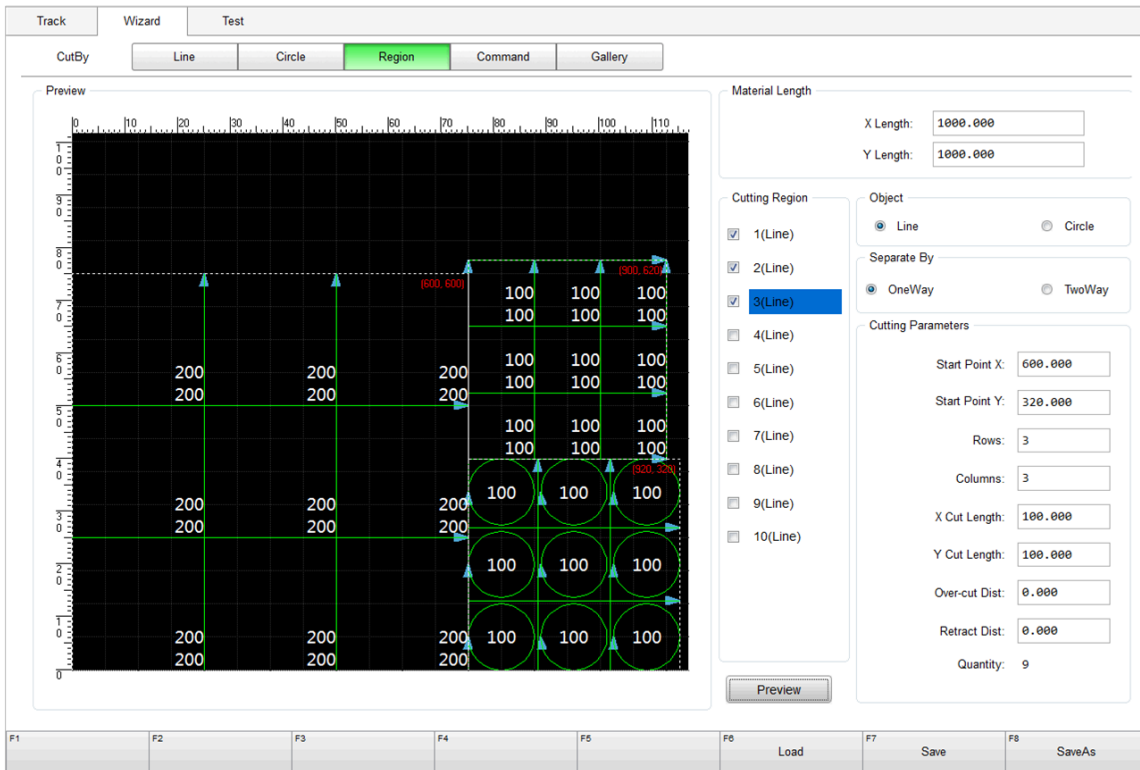 Track Wizard Test
CutBy Line Circle Region Command Gallery
Preview
0 10 20 30 40 50 60 70 80 90 100 110
100
90
80
70
60
50
40
30
20
10
0
(600, 600) (900, 620)
100 100 100
100 100 100
100 100 100
100 100 100
200 200 200
200 200 200
100 100 100
100 100 100
(920, 320)
100 100 100
200 200 200
200 200 200
100 100 100
200 200 200
200 200 200
100 100 100
Material Length
X Length: 1000.000
Y Length: 1000.000
Cutting Region
1(Line)
2(Line)
3(Line)
4(Line)
5(Line)
6(Line)
7(Line)
8(Line)
9(Line)
10(Line)
Preview
Object
Line Circle
Separate By
OneWay TwoWay
Cutting Parameters
Start Point X: 600.000
Start Point Y: 320.000
Rows: 3
Columns: 3
X Cut Length: 100.000
Y Cut Length: 100.000
Over-cut Dist: 0.000
Retract Dist: 0.000
Quantity: 9
F1 F2 F3 F4 F5 F6 Load F7 Save F8 SaveAs